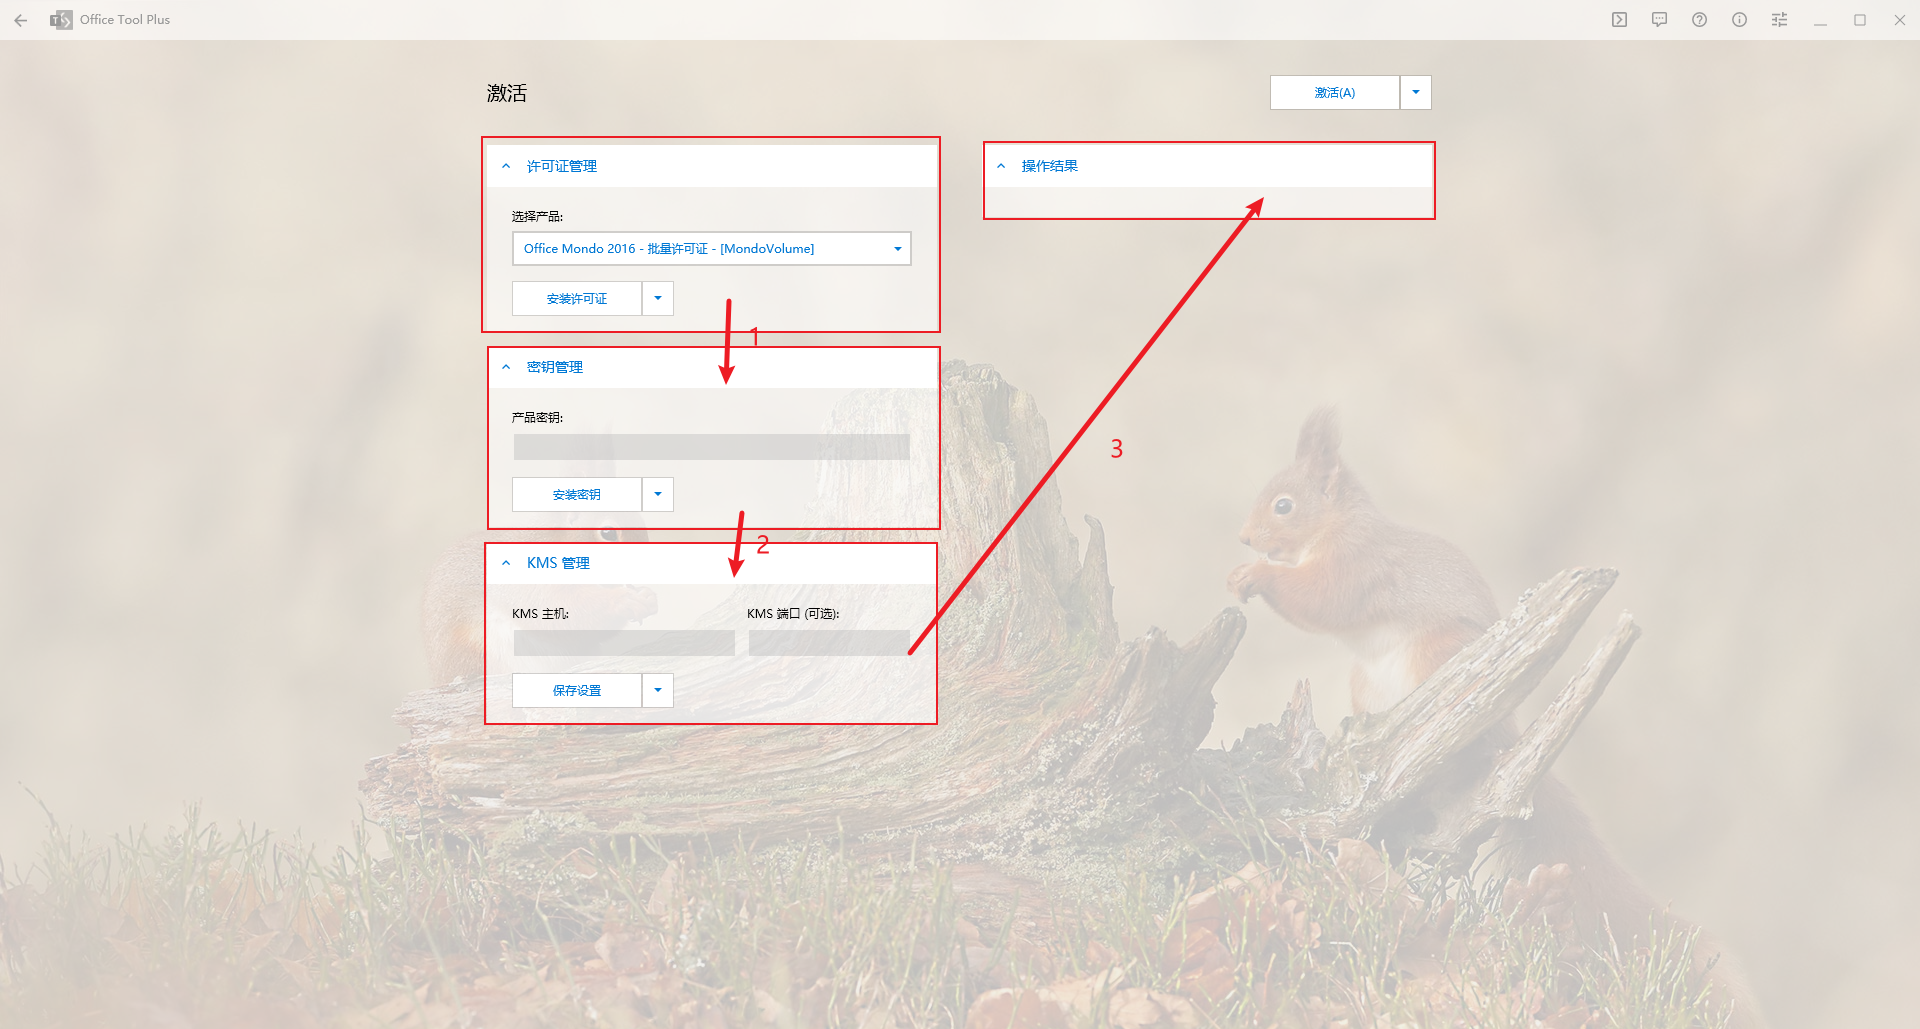 Office Tool Plus
激活
激活(A)
许可证管理
选择产品:
Office Mondo 2016 - 批量许可证 - [MondoVolume]
安装许可证
1
密钥管理
产品密钥:
安装密钥
2
KMS 管理
KMS 主机:
KMS 端口 (可选):
保存设置
操作结果
3